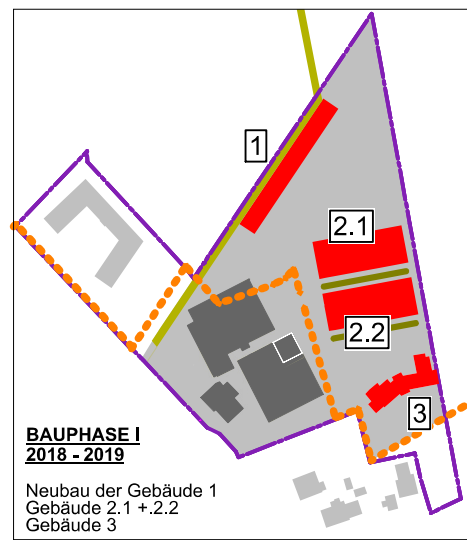 1
2.1
2.2
3
BAUPHASE I
2018 - 2019
Neubau der Gebäude 1
Gebäude 2.1 +.2.2
Gebäude 3